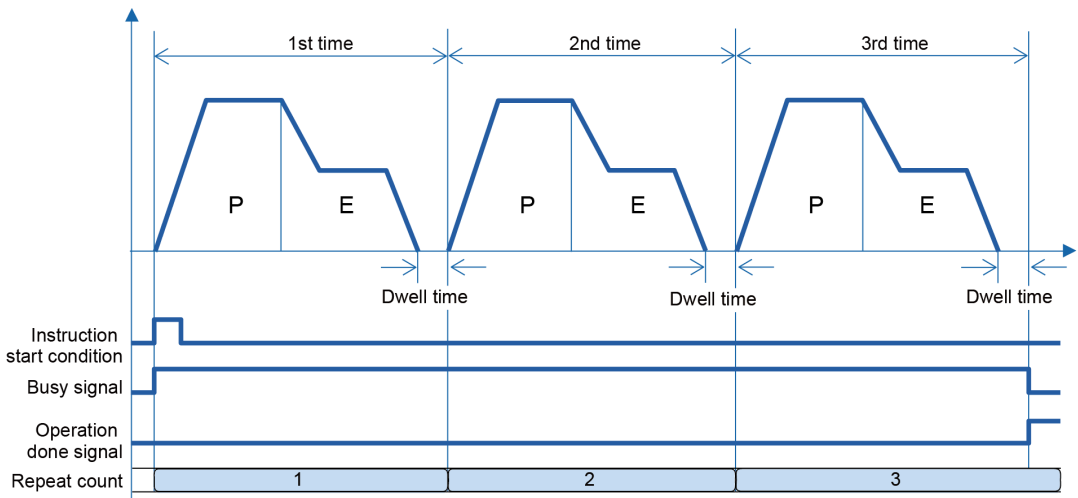 1st time
2nd time
3rd time
P
E
P
E
P
E
Dwell time
Dwell time
Dwell time
Instruction
start condition
Busy signal
Operation
done signal
Repeat count
1
2
3